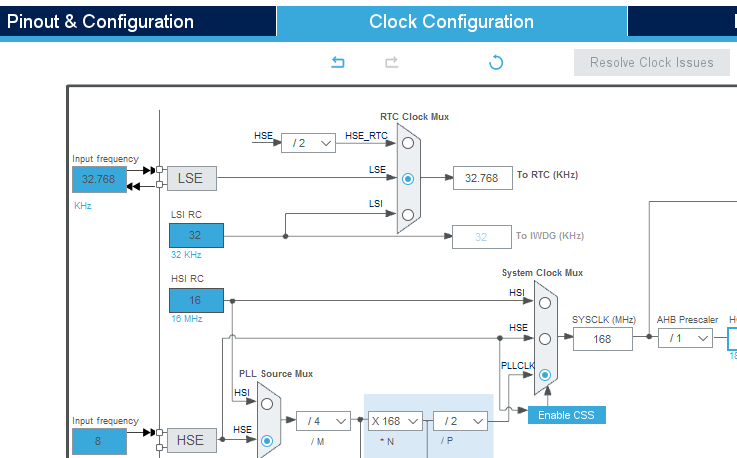 Pinout & Configuration
Clock Configuration
Resolve Clock Issues
RTC Clock Mux
HSE
/ 2
HSE_RTC
Input frequency
32.768
KHz
LSE
LSE
32.768
To RTC (KHz)
LSI
LSI RC
32
32 KHz
32
To IWDG (KHz)
HSI RC
16
16 MHz
System Clock Mux
HSI
HSE
PLLCLK
SYSCLK (MHz)
168
AHB Prescaler
/ 1
Enable CSS
PLL Source Mux
HSI
HSE
/ 4
/ M
X 168
* N
/ 2
/ P
Input frequency
8
HSE